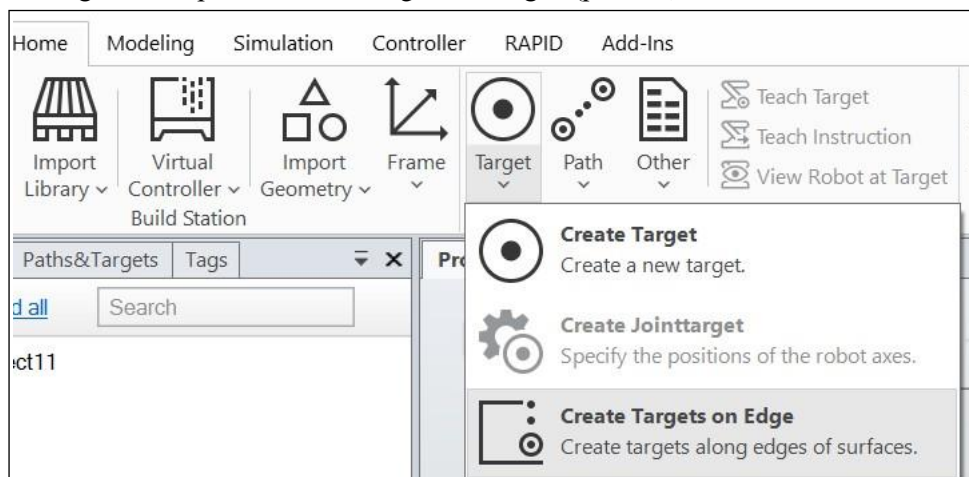 Home Modeling Simulation Controller RAPID Add-Ins
Import Library
Virtual Controller
Import Geometry
Frame
Target
Path
Other
Teach Target
Teach Instruction
View Robot at Target
Build Station
Paths&Targets Tags
d all
Search
ect11
Create Target
Create a new target.
Create Jointtarget
Specify the positions of the robot axes.
Create Targets on Edge
Create targets along edges of surfaces.